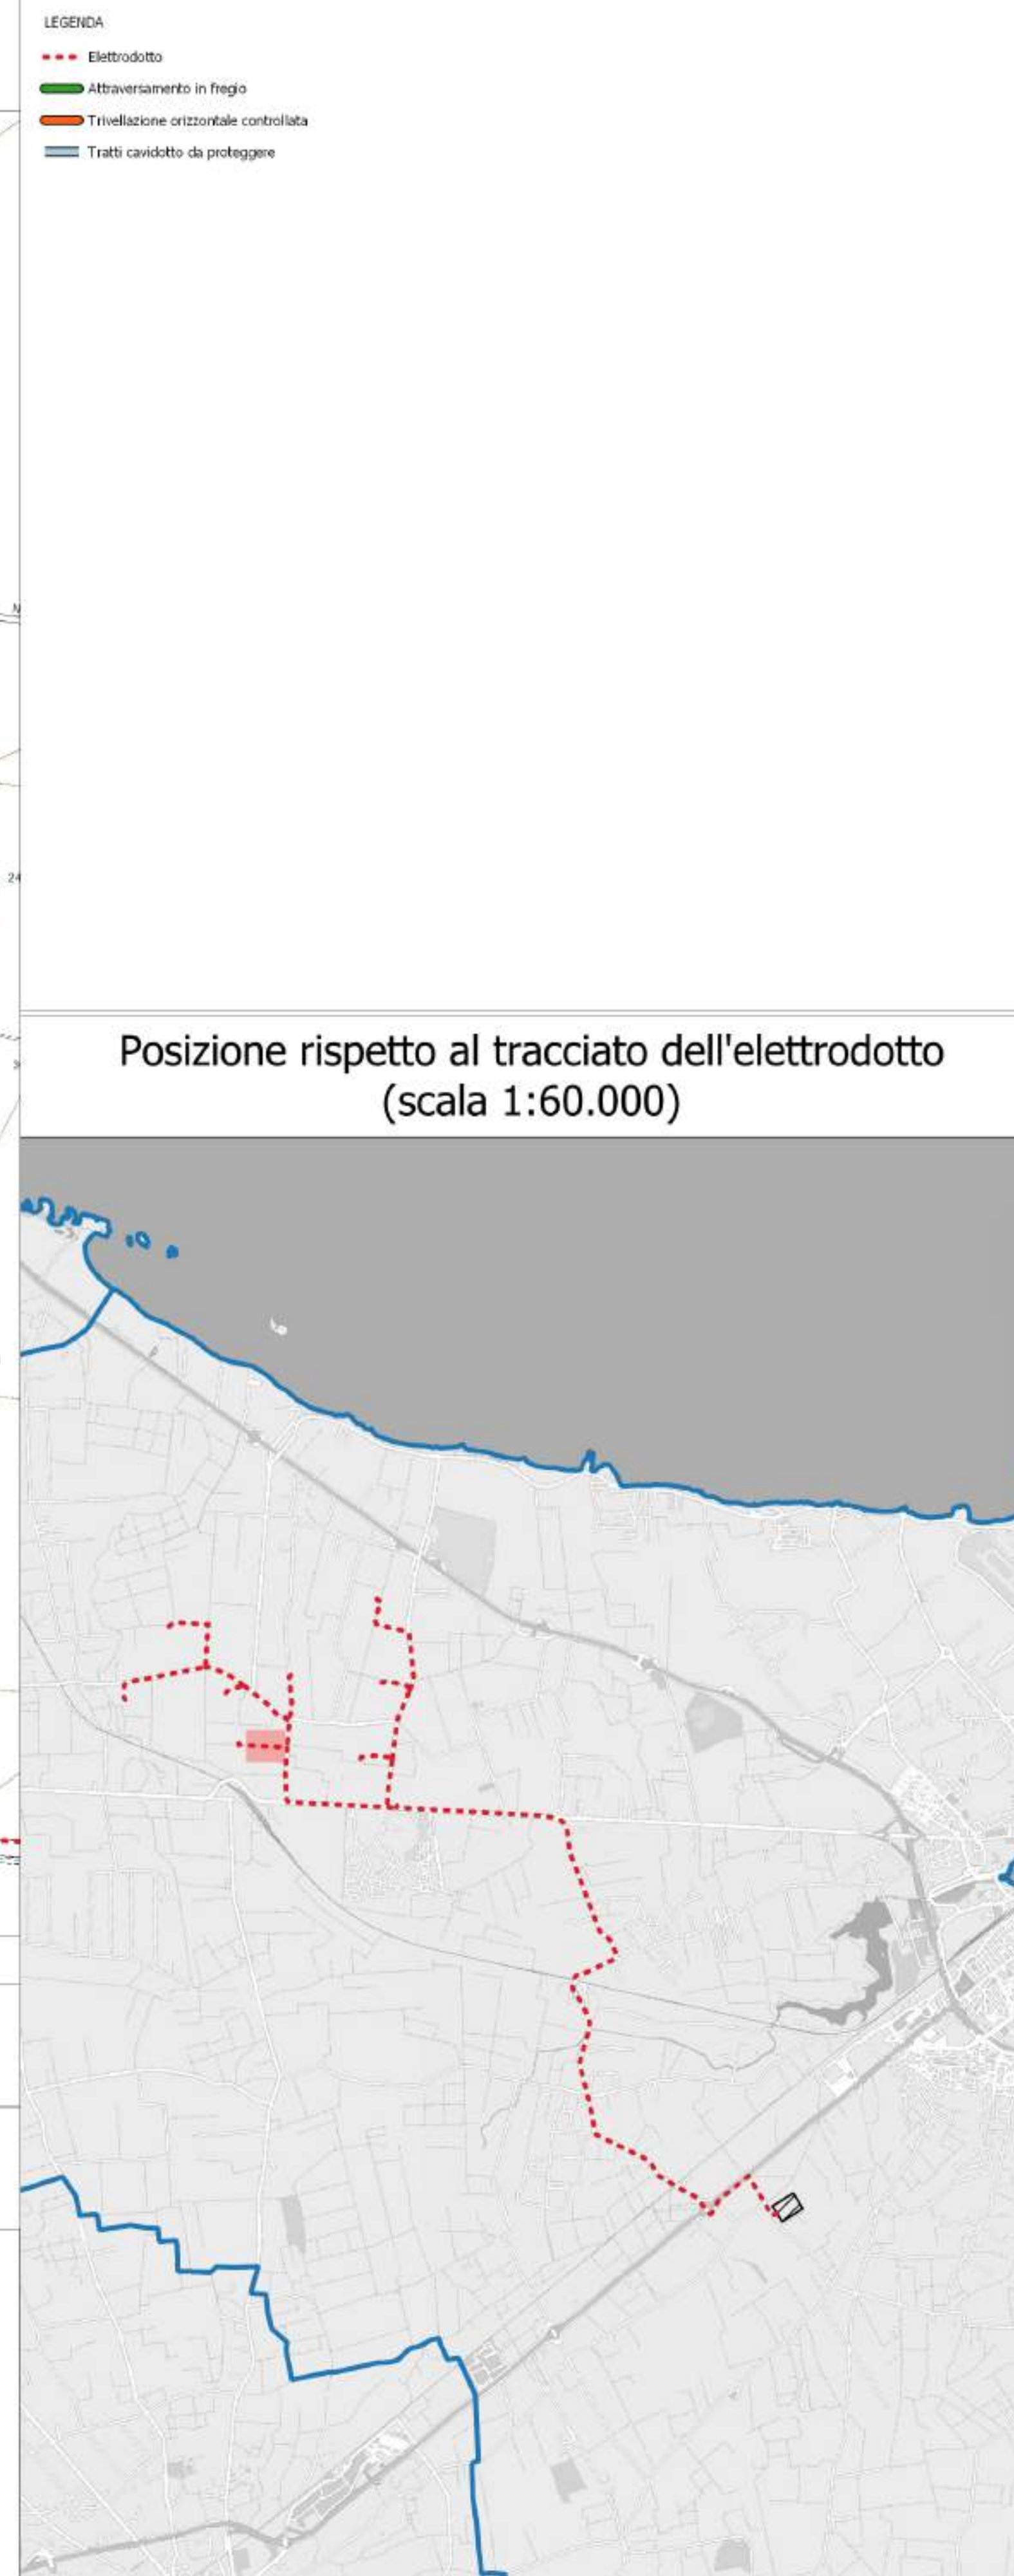 LEGENDA
Elettrodotto
Attraversamento in fregio
Trivellazione orizzontale controllata
Tratti cavidotto da proteggere
N
24
Posizione rispetto al tracciato dell'elettrodotto
(scala 1:60.000)